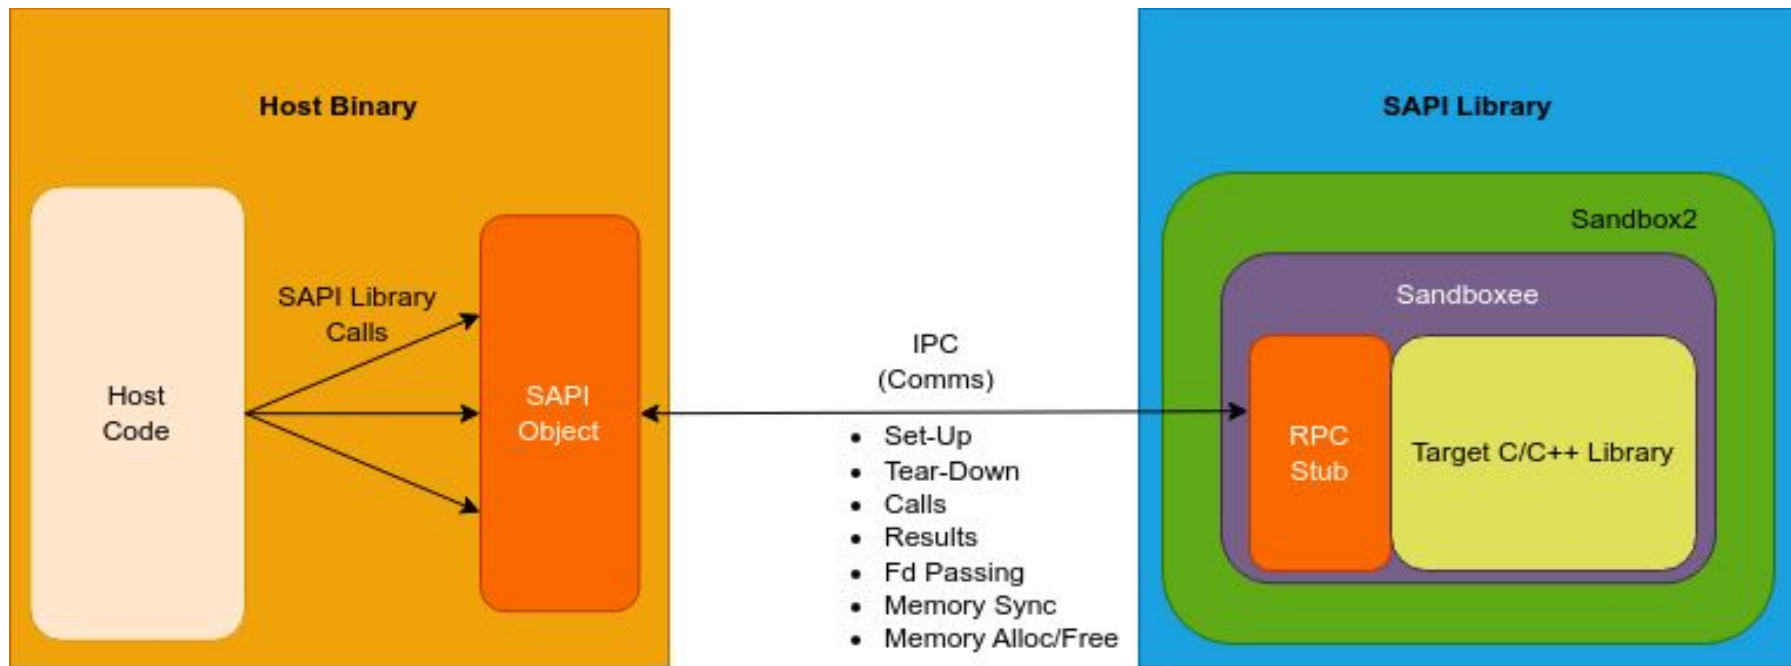 Host Binary
SAPI Library
Sandbox2
SAPI Library
Calls
Sandboxee
IPC
(Comms)
Host
Code
SAPI
Object
RPC
Stub
Target C/C++ Library
• Set-Up
• Tear-Down
• Calls
• Results
• Fd Passing
• Memory Sync
• Memory Alloc/Free